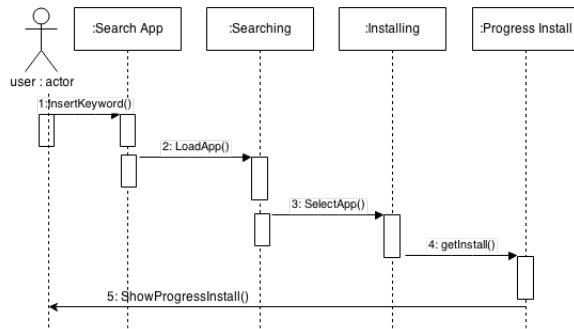 :Search App
:Searching
:Installing
:Progress Install
user : actor
1:InsertKeyword()
2: LoadApp()
3: SelectApp()
4: getInstall()
5: ShowProgressInstall()